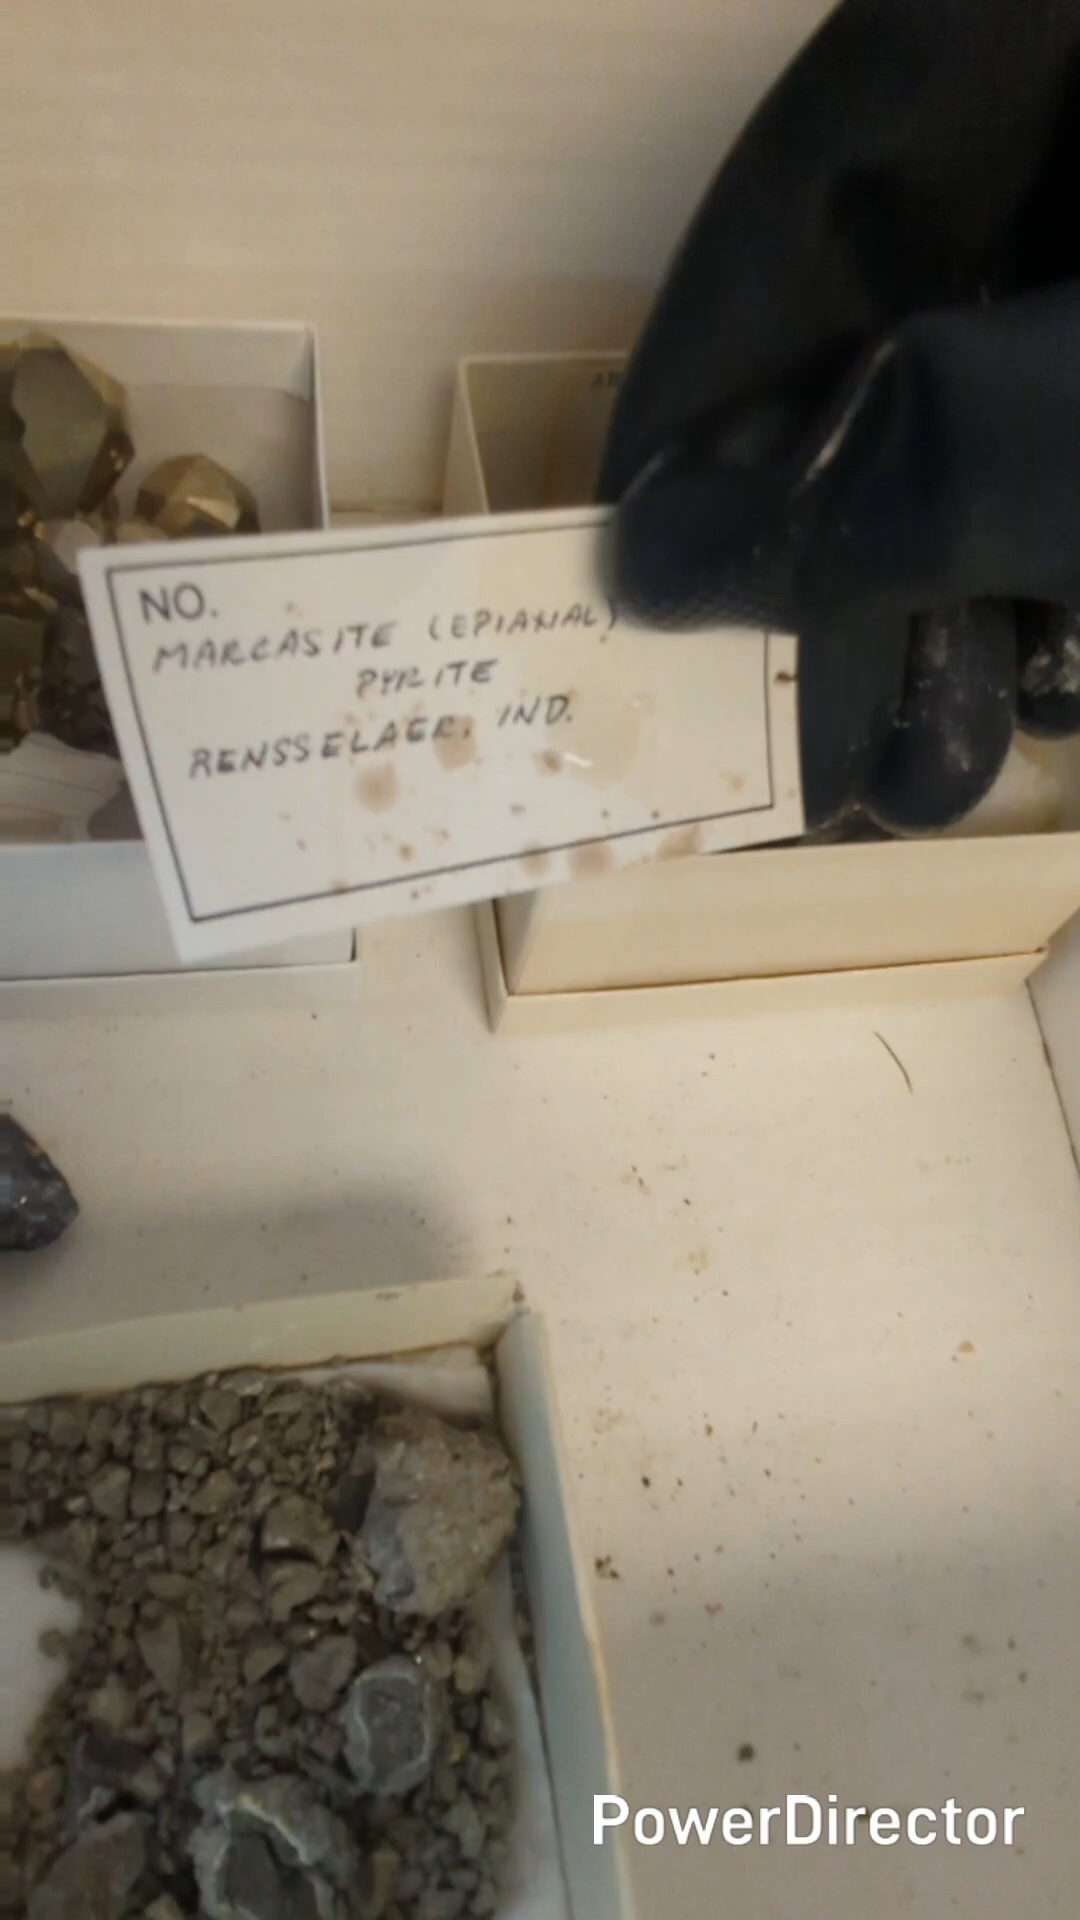 NO.
MARCASITE (EPIAXIAL)
PYRITE
RENSSELAER, IND.
PowerDirector